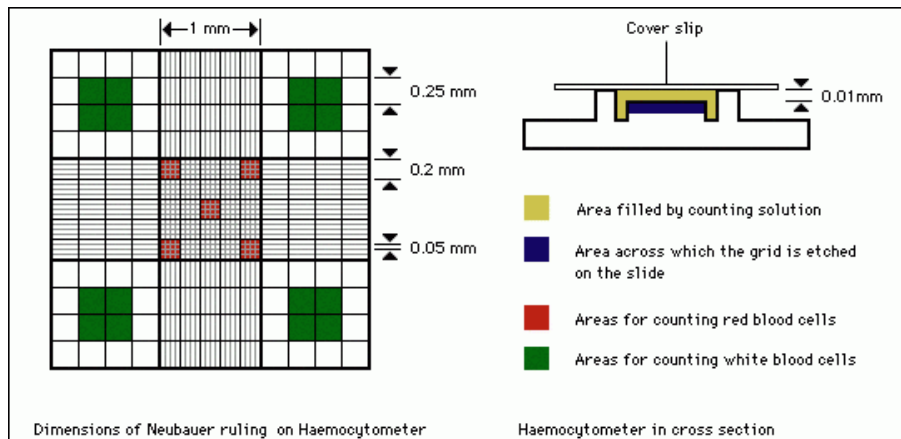 1 mm
Cover slip
0.25 mm
0.01mm
0.2 mm
0.05 mm
Area filled by counting solution
Area across which the grid is etched
on the slide
Areas for counting red blood cells
Areas for counting white blood cells
Dimensions of Neubauer ruling on Haemocytometer
Haemocytometer in cross section